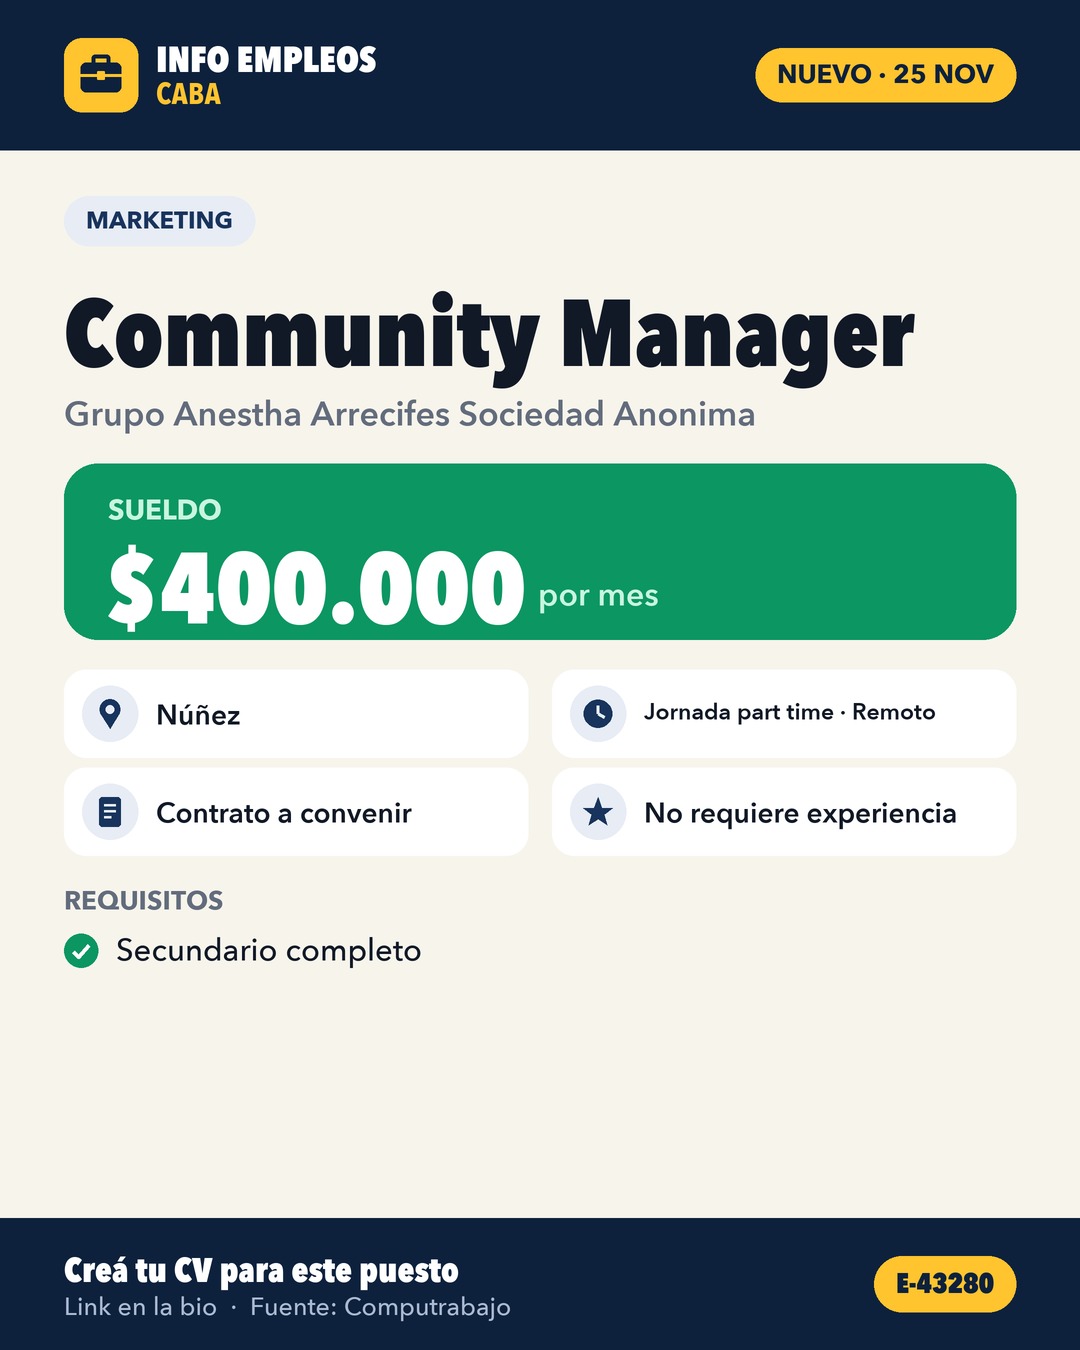 INFO EMPLEOS
CABA
NUEVO · 25 NOV
MARKETING
Community Manager
Grupo Anestha Arrecifes Sociedad Anonima
SUELDO
$400.000 por mes
Núñez
Jornada part time · Remoto
Contrato a convenir
No requiere experiencia
REQUISITOS
Secundario completo
Creá tu CV para este puesto
Link en la bio · Fuente: Computrabajo
E-43280